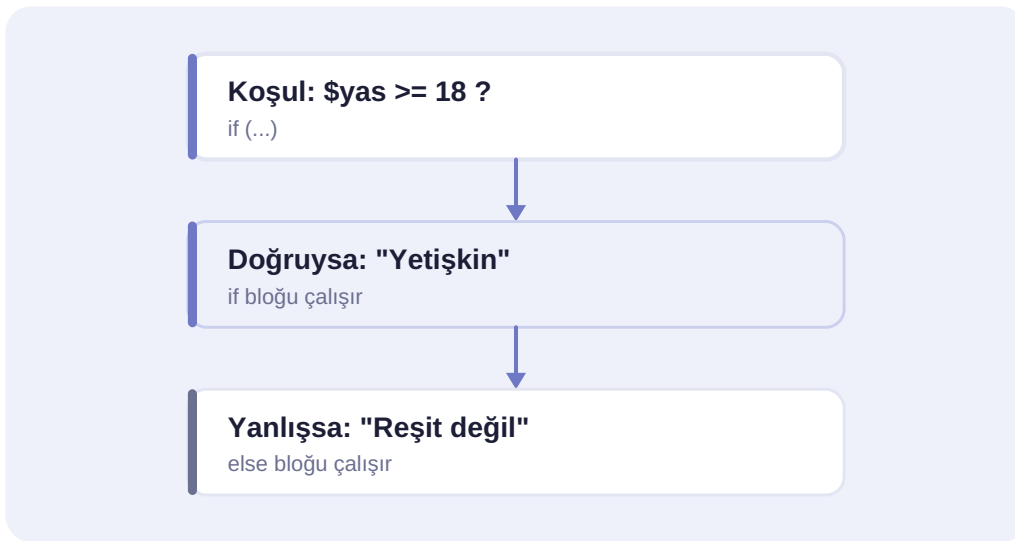 Koşul: $yas >= 18 ?
if (...)
Doğruysa: "Yetişkin"
if bloğu çalışır
Yanlışsa: "Reşit değil"
else bloğu çalışır